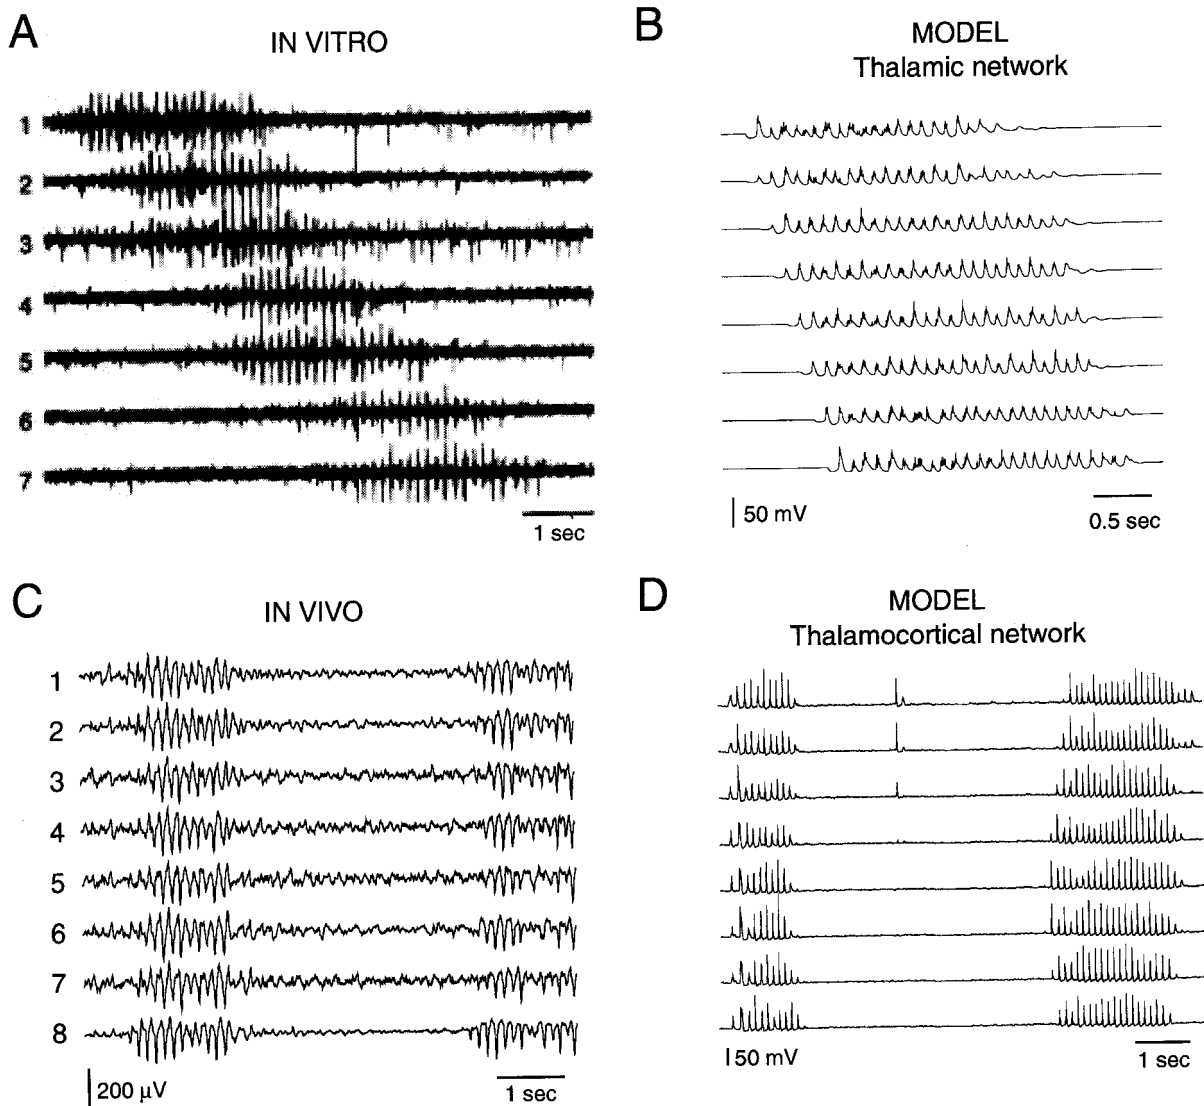 A
IN VITRO
1
2
3
4
5
6
7
1 sec
B
MODEL
Thalamic network
50 mV
0.5 sec
C
IN VIVO
1
2
3
4
5
6
7
8
200 µV
1 sec
D
MODEL
Thalamocortical network
50 mV
1 sec